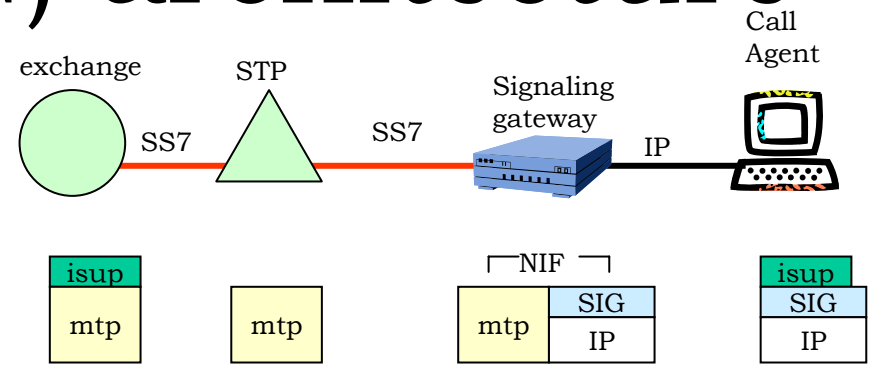 ) architecture
Call
Agent
exchange
STP
Signaling
gateway
SS7
SS7
IP
isup
mtp
mtp
NIF
mtp
SIG
IP
isup
SIG
IP